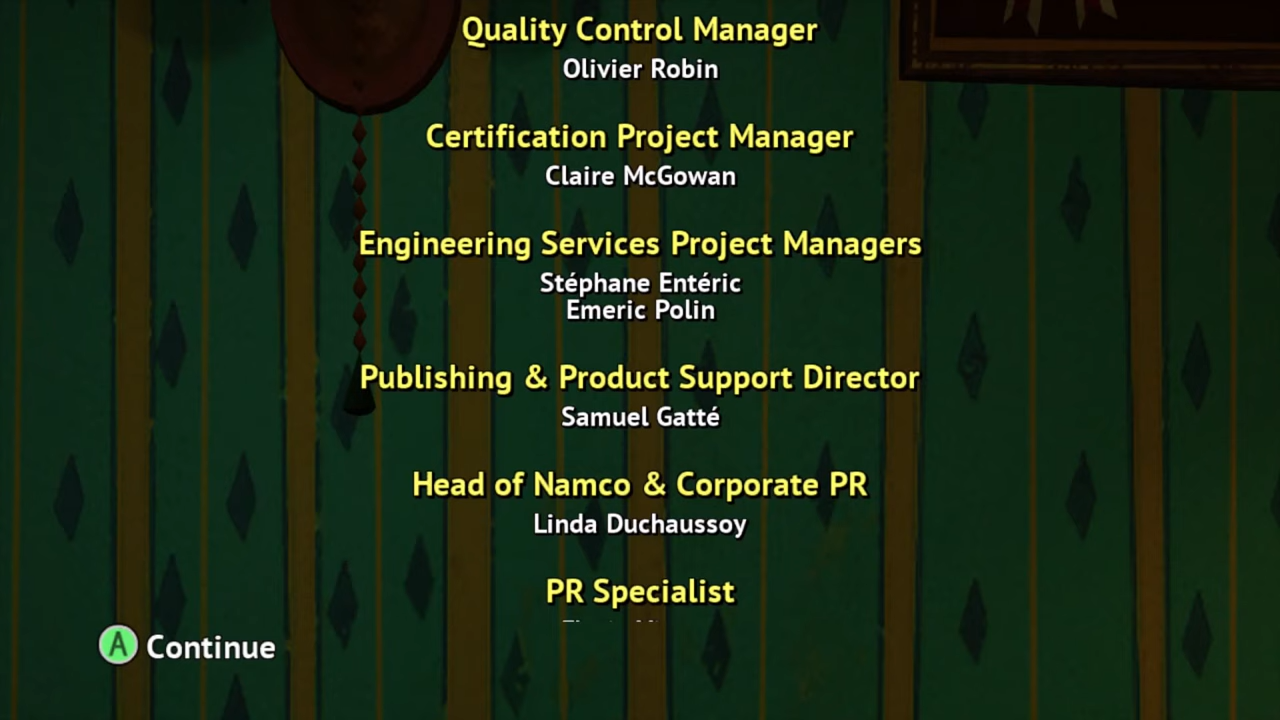 Quality Control Manager
Olivier Robin
Certification Project Manager
Claire McGowan
Engineering Services Project Managers
Stéphane Entéric
Emeric Polin
Publishing & Product Support Director
Samuel Gatté
Head of Namco & Corporate PR
Linda Duchaussoy
PR Specialist
A Continue